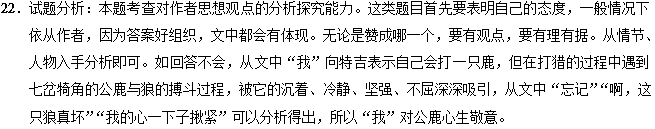 22．试题分析：本题考查对作者思想观点的分析探究能力。这类题目首先要表明自己的态度，一般情况下
依从作者，因为答案好组织，文中都会有体现。无论是赞成哪一个，要有观点，要有理有据。从情节、
人物入手分析即可。如回答不会，从文中“我”向特吉表示自己会打一只鹿，但在打猎的过程中遇到
七岔犄角的公鹿与狼的搏斗过程，被它的沉着、冷静、坚强、不屈深深吸引，从文中“忘记”“啊，这
只狼真坏”“我的心一下子揪紧”可以分析得出，所以“我”对公鹿心生敬意。